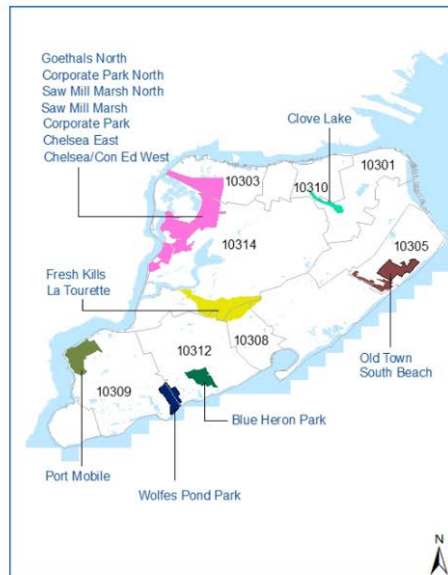 Goethals North
Corporate Park North
Saw Mill Marsh North
Saw Mill Marsh
Corporate Park
Chelsea East
Chelsea/Con Ed West
Clove Lake
10303
10301
10310
10314
10305
Fresh Kills
La Tourette
10312
10308
Old Town
South Beach
10309
Blue Heron Park
Port Mobile
Wolfes Pond Park
N